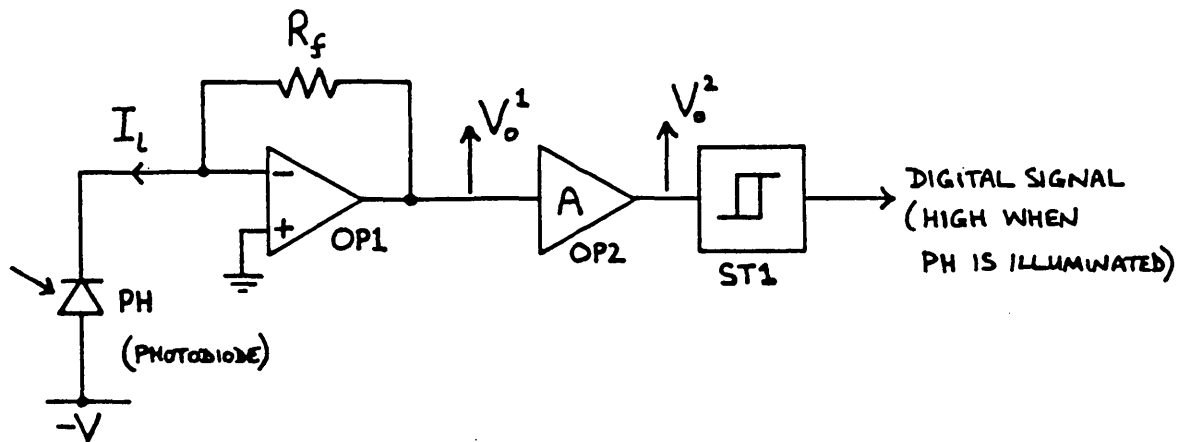 R_f
I_L
−
+
OP1
V_o^1
A
OP2
V_o^2
ST1
DIGITAL SIGNAL
(HIGH WHEN
PH IS ILLUMINATED)
PH
(PHOTODIODE)
-V